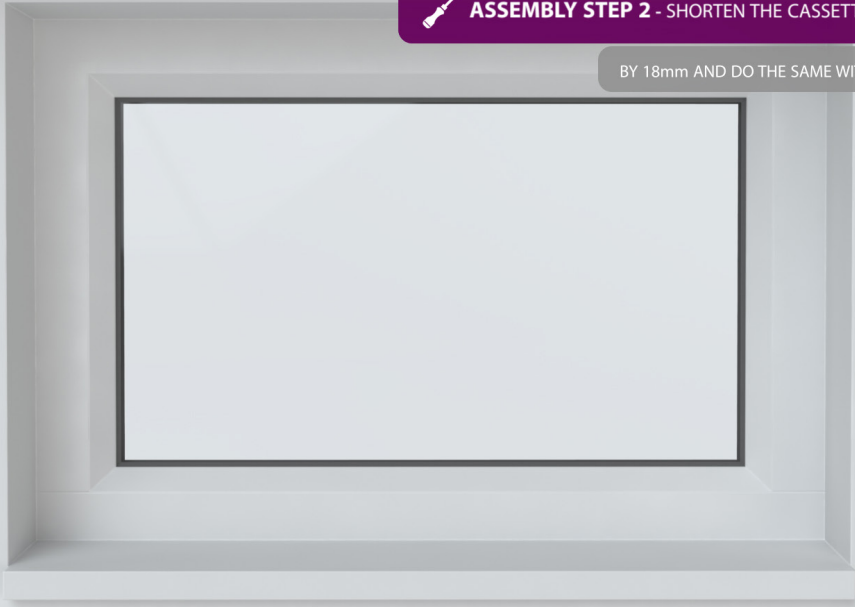 ASSEMBLY STEP 2 - SHORTEN THE CASSETT
BY 18mm AND DO THE SAME WI